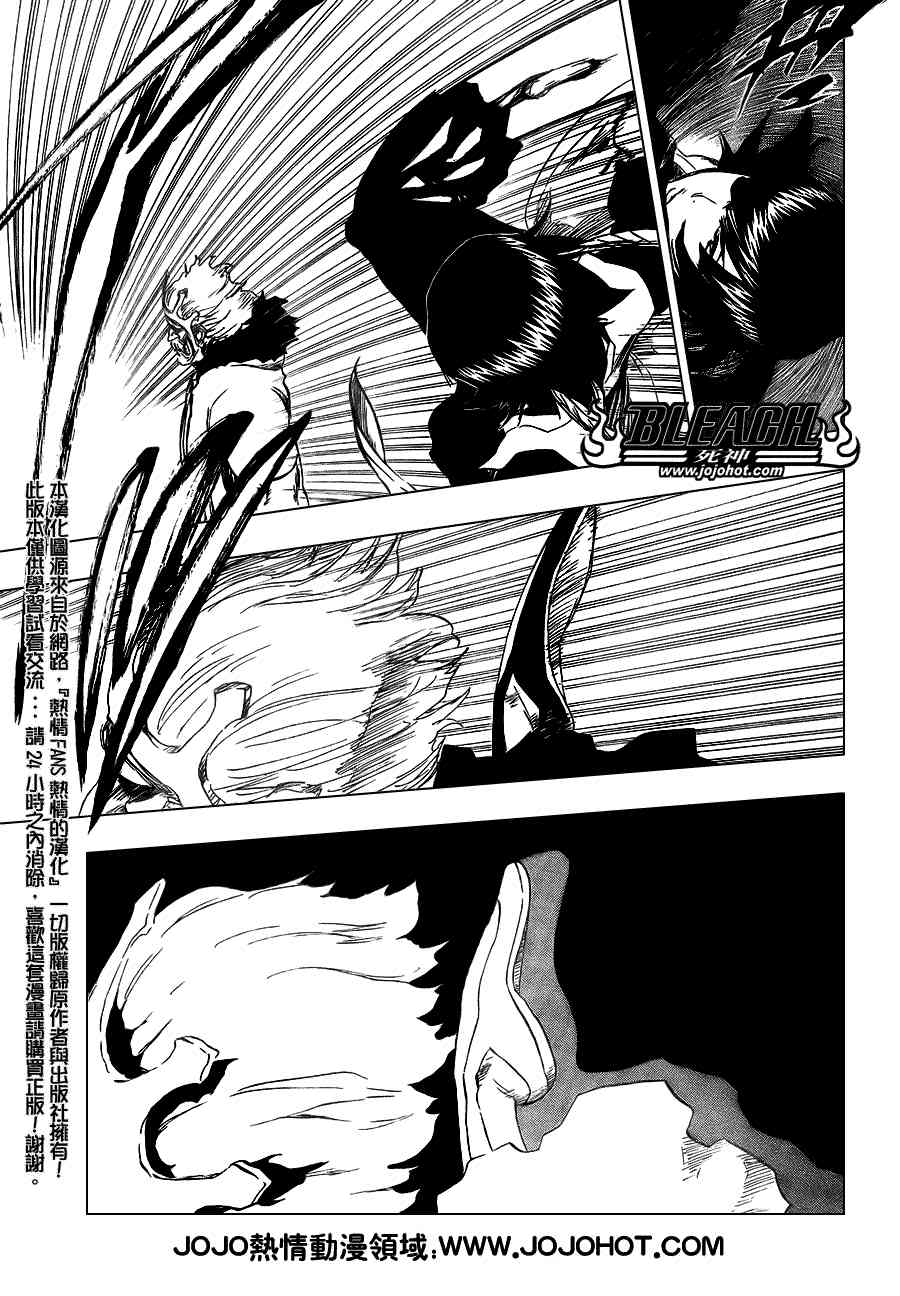 BLEACH
死神
www.jojohot.com
本漢化圖源來自於網路，『熱情FANS熱情的漢化』一切版權歸原作者與出版社擁有！
此版本僅供學習試看交流...請24小時之內消除，喜歡這套漫畫請購買正版！謝謝。
JOJO熱情動漫領域:WWW.JOJOHOT.COM